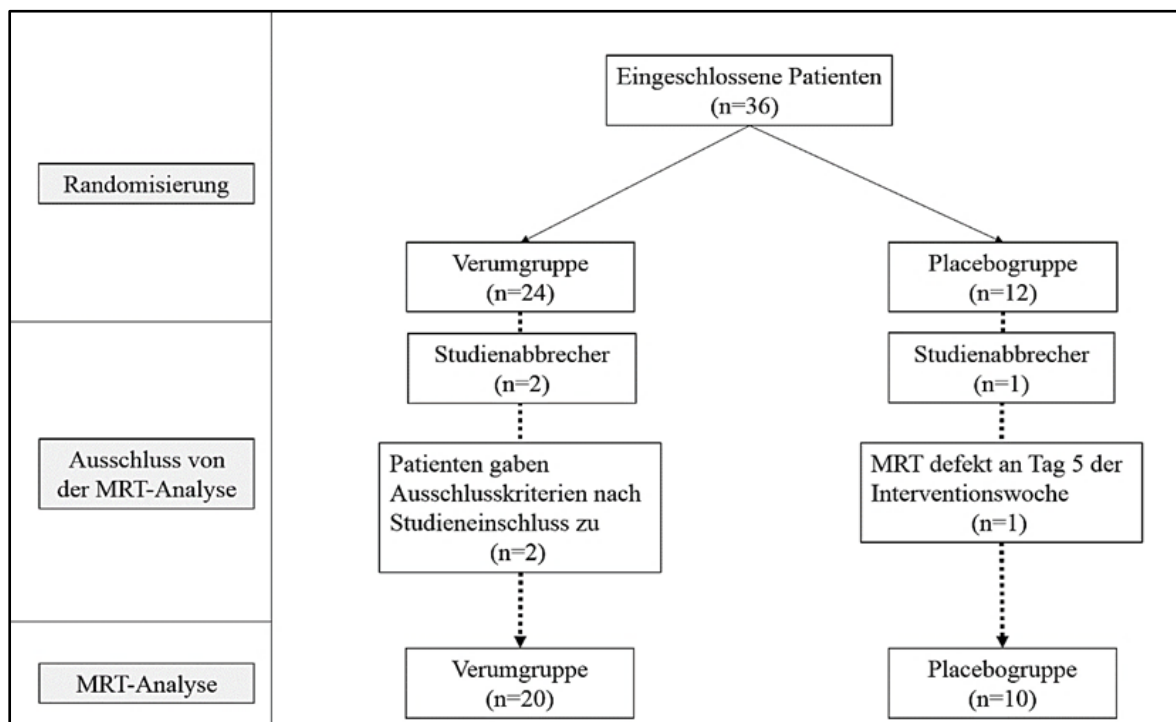 Eingeschlossene Patienten
(n=36)
Randomisierung
Verumgruppe
(n=24)
Placebogruppe
(n=12)
Studienabbrecher
(n=2)
Studienabbrecher
(n=1)
Ausschluss von
der MRT-Analyse
Patienten gaben
Ausschlusskriterien nach
Studieneinschluss zu
(n=2)
MRT defekt an Tag 5 der
Interventionswoche
(n=1)
MRT-Analyse
Verumgruppe
(n=20)
Placebogruppe
(n=10)